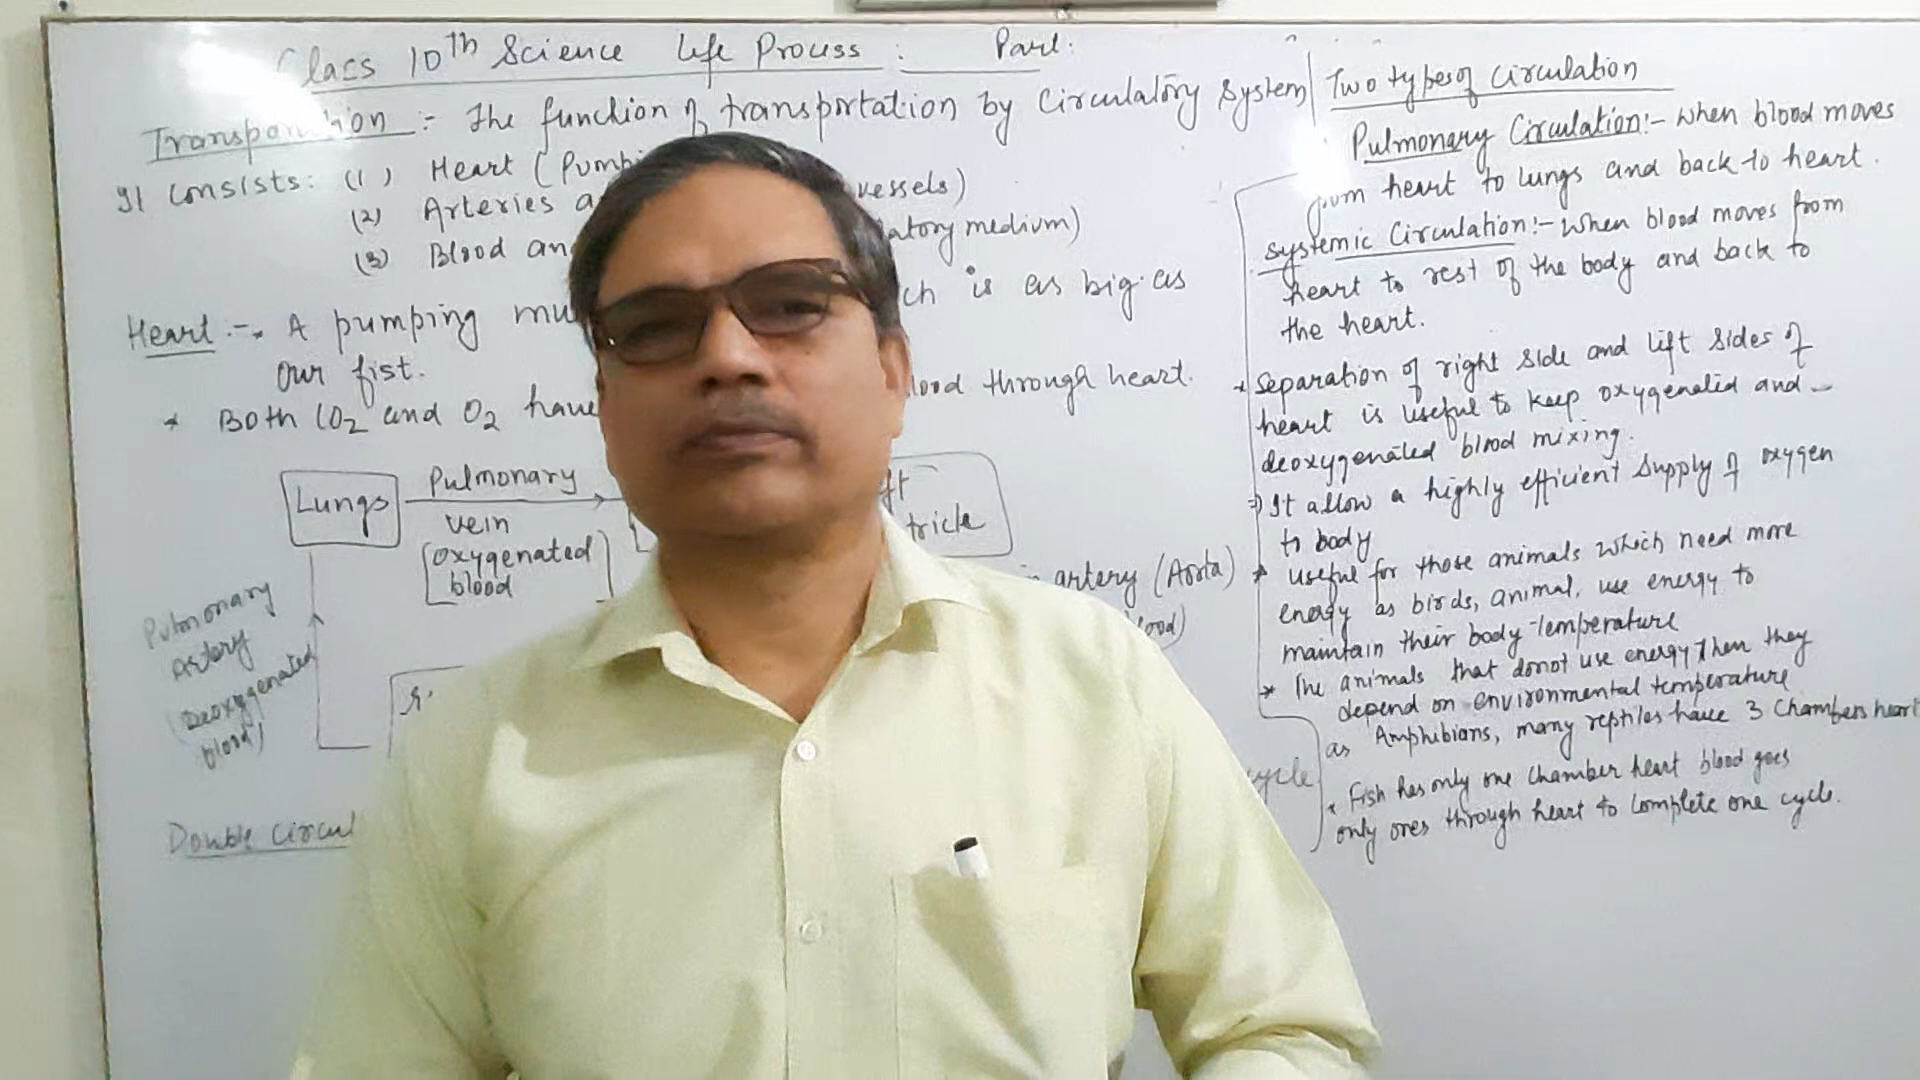 Class 10th Science Life Process : Part:
Transportation :- The function of transportation by Circulatory System
It consists: (1) Heart (Pumpi
(2) Arteries a vessels)
(3) Blood an latory medium)
Heart :- * A pumping mu ch is as big as
our fist.
* Both CO2 and O2 have lood through heart.
Lungs
Pulmonary
vein
(oxygenated
blood
ft
tricle
artery (Aorta)
lood)
Pulmonary
artery
(Deoxygenated
blood)
Double Circul
ycle
Two types of circulation
Pulmonary Circulation:- When blood moves
from heart to lungs and back to heart.
Systemic Circulation:- When blood moves from
heart to rest of the body and back to
the heart.
* Separation of right side and lift sides of
heart is useful to keep oxygenated and -
deoxygenated blood mixing.
It allow a highly efficient supply of oxygen
to body
* useful for those animals which need more
energy as birds, animal, use energy to
maintain their body temperature
* The animals that donot use energy then they
depend on environmental temperature
as Amphibians, many reptiles have 3 Chambers heart
* Fish has only one chamber heart blood goes
only ones through heart to complete one cycle.